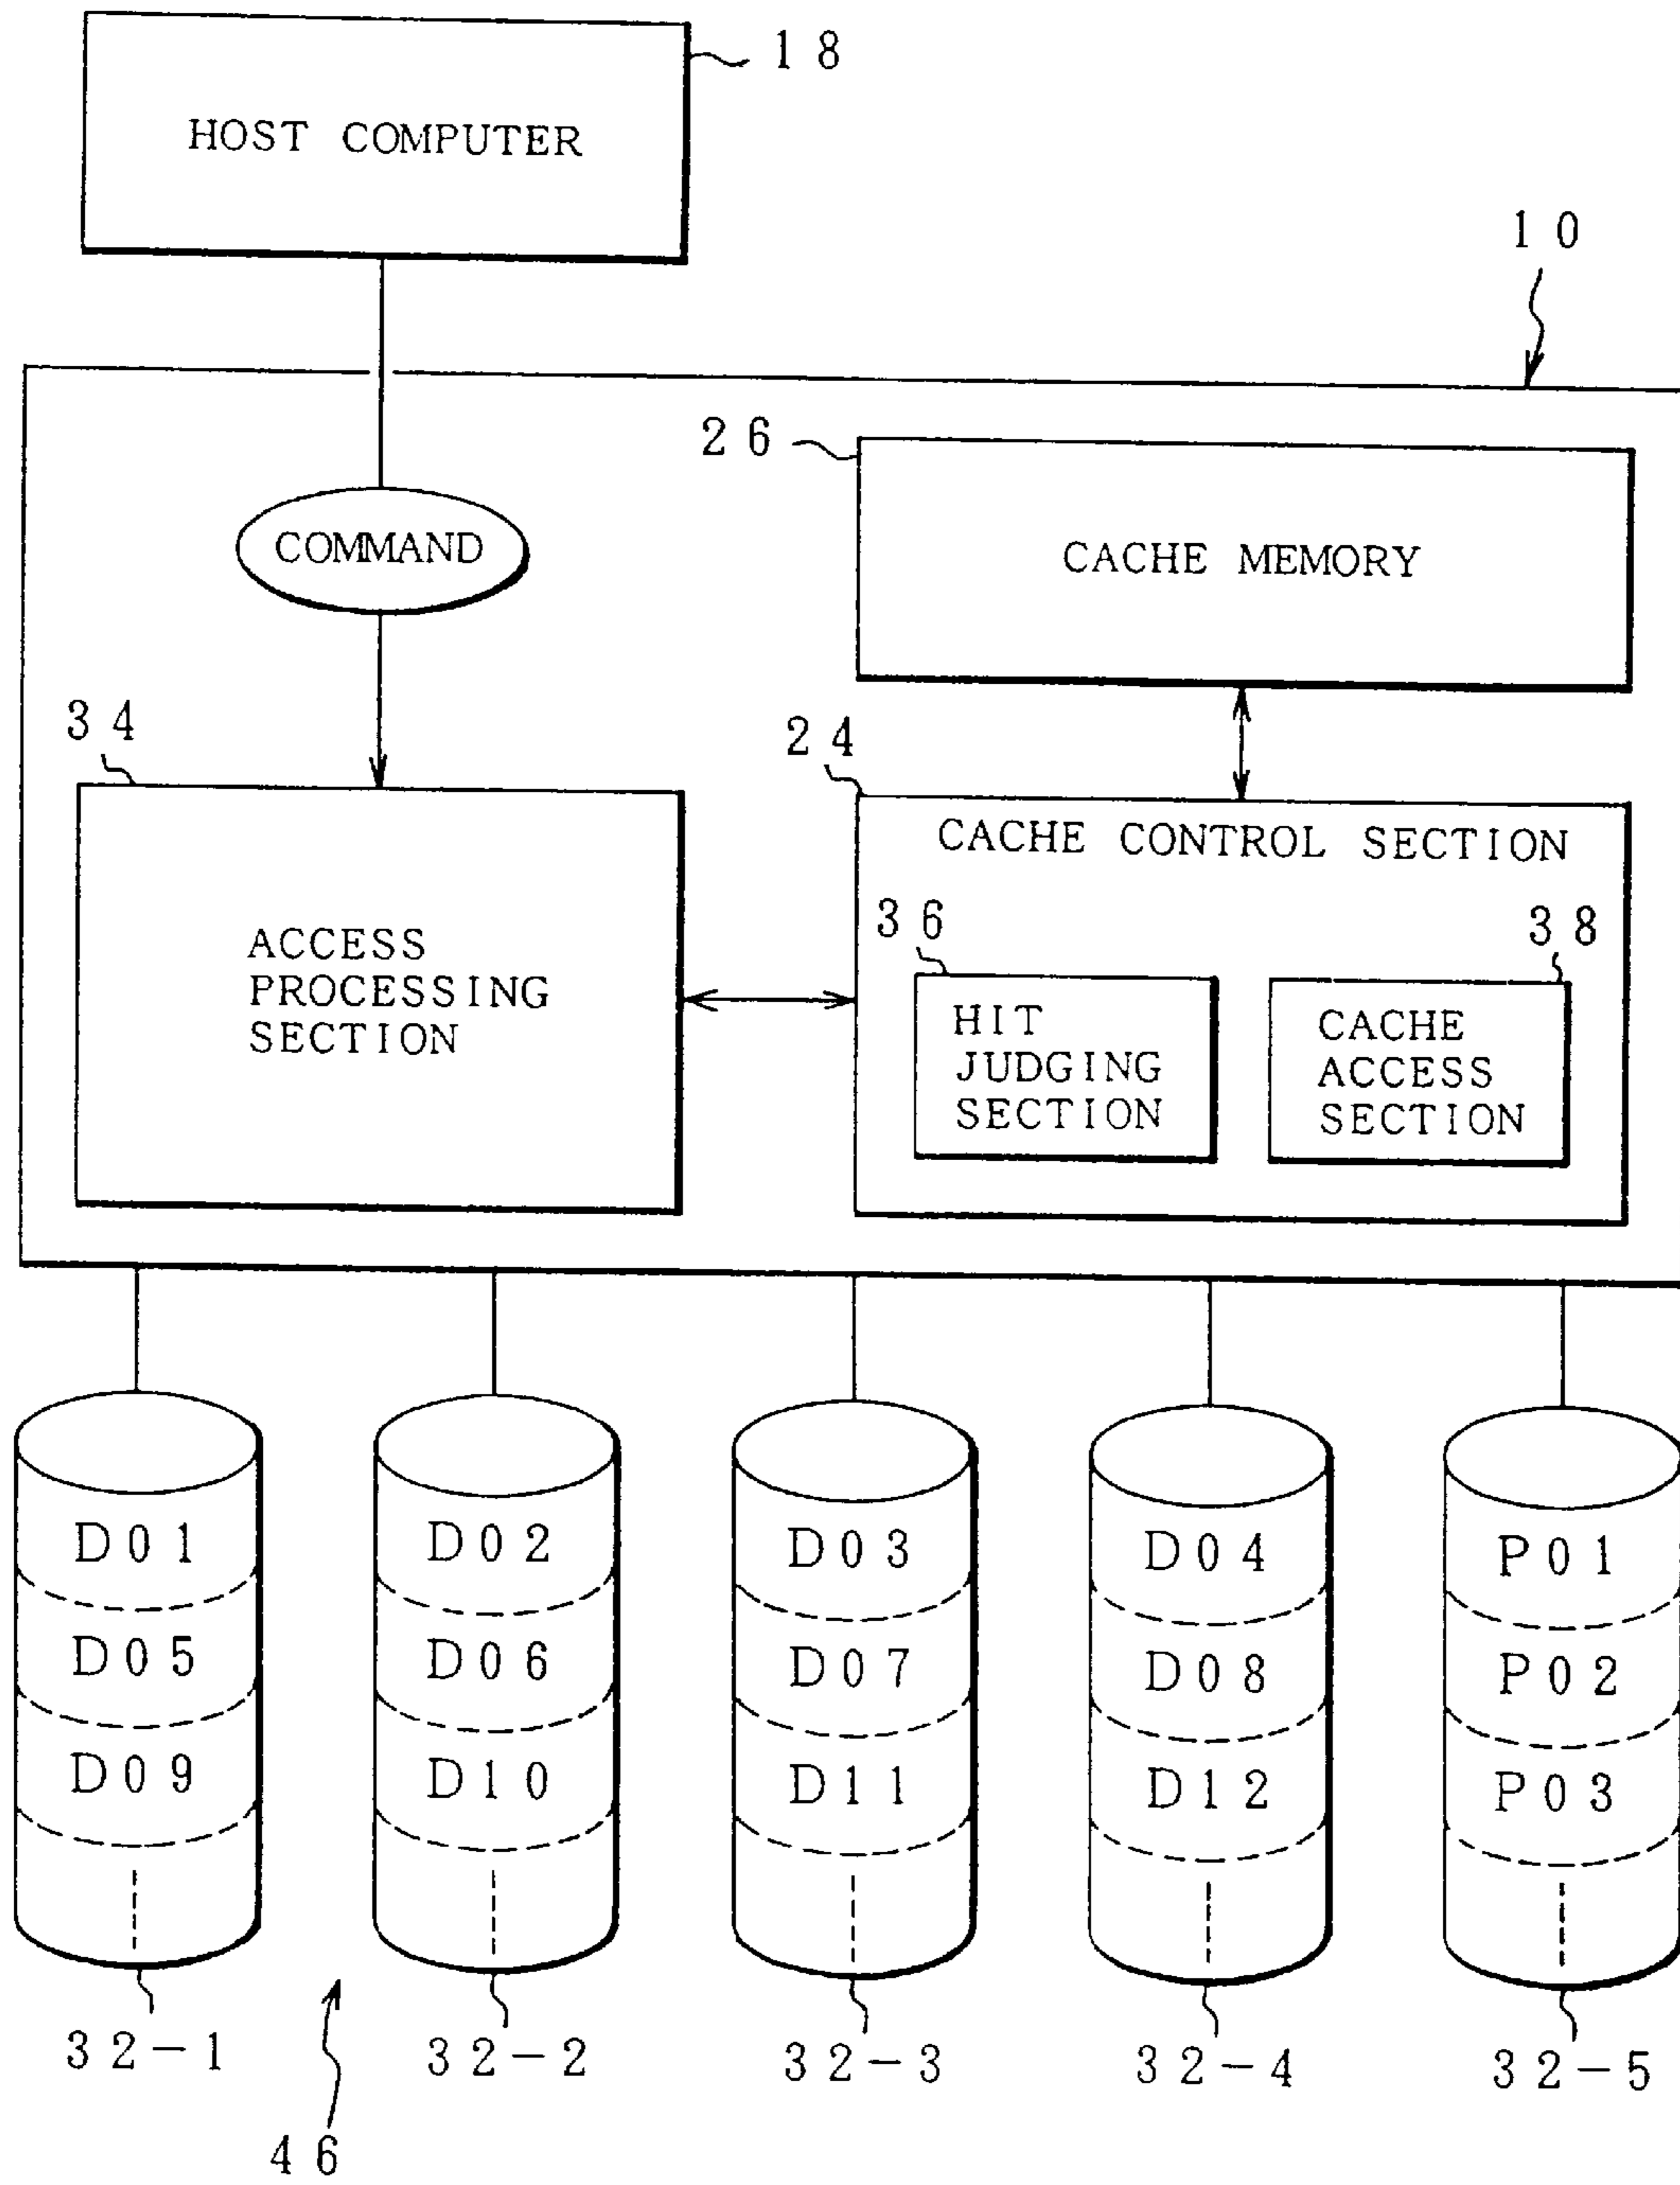 18
HOST COMPUTER
10
26
COMMAND
CACHE MEMORY
34
24
CACHE CONTROL SECTION
36
38
ACCESS
PROCESSING
SECTION
HIT
JUDGING
SECTION
CACHE
ACCESS
SECTION
D01 D02 D03 D04 P01
D05 D06 D07 D08 P02
D09 D10 D11 D12 P03
32-1 32-2 32-3 32-4 32-5
46